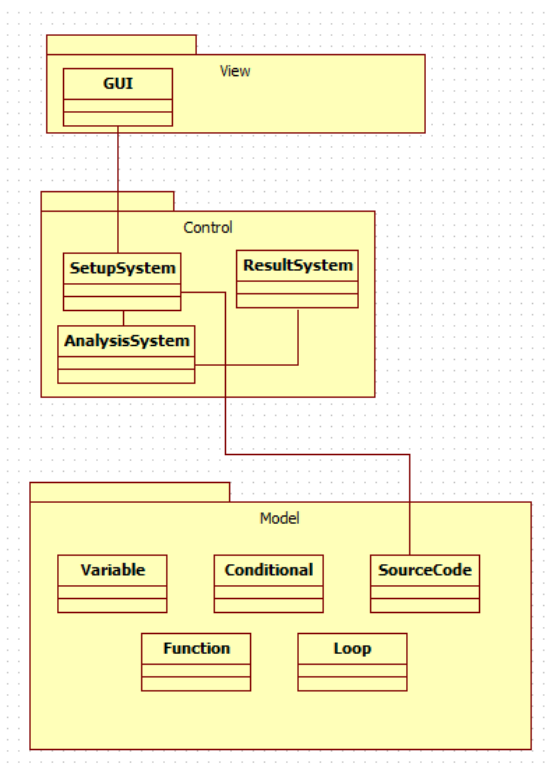 View
GUI
Control
SetupSystem
ResultSystem
AnalysisSystem
Model
Variable
Conditional
SourceCode
Function
Loop